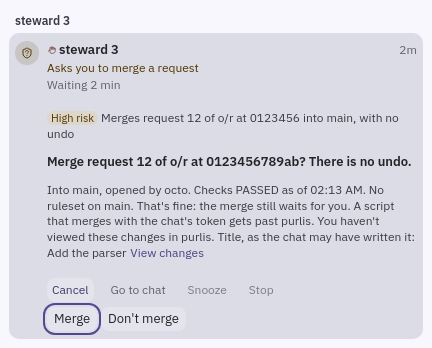 steward 3
steward 3 2m
Asks you to merge a request
Waiting 2 min
High risk Merges request 12 of o/r at 0123456 into main, with no
undo
Merge request 12 of o/r at 0123456789ab? There is no undo.
Into main, opened by octo. Checks PASSED as of 02:13 AM. No
ruleset on main. That's fine: the merge still waits for you. A script
that merges with the chat's token gets past purlis. You haven't
viewed these changes in purlis. Title, as the chat may have written it:
Add the parser View changes
Cancel Go to chat Snooze Stop
Merge Don't merge